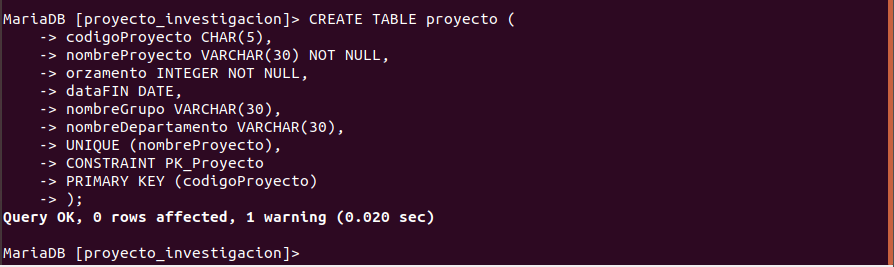 MariaDB [proyecto_investigacion]> CREATE TABLE proyecto (
    -> codigoProyecto CHAR(5),
    -> nombreProyecto VARCHAR(30) NOT NULL,
    -> orzamento INTEGER NOT NULL,
    -> dataFIN DATE,
    -> nombreGrupo VARCHAR(30),
    -> nombreDepartamento VARCHAR(30),
    -> UNIQUE (nombreProyecto),
    -> CONSTRAINT PK_Proyecto
    -> PRIMARY KEY (codigoProyecto)
    -> );
Query OK, 0 rows affected, 1 warning (0.020 sec)
MariaDB [proyecto_investigacion]>